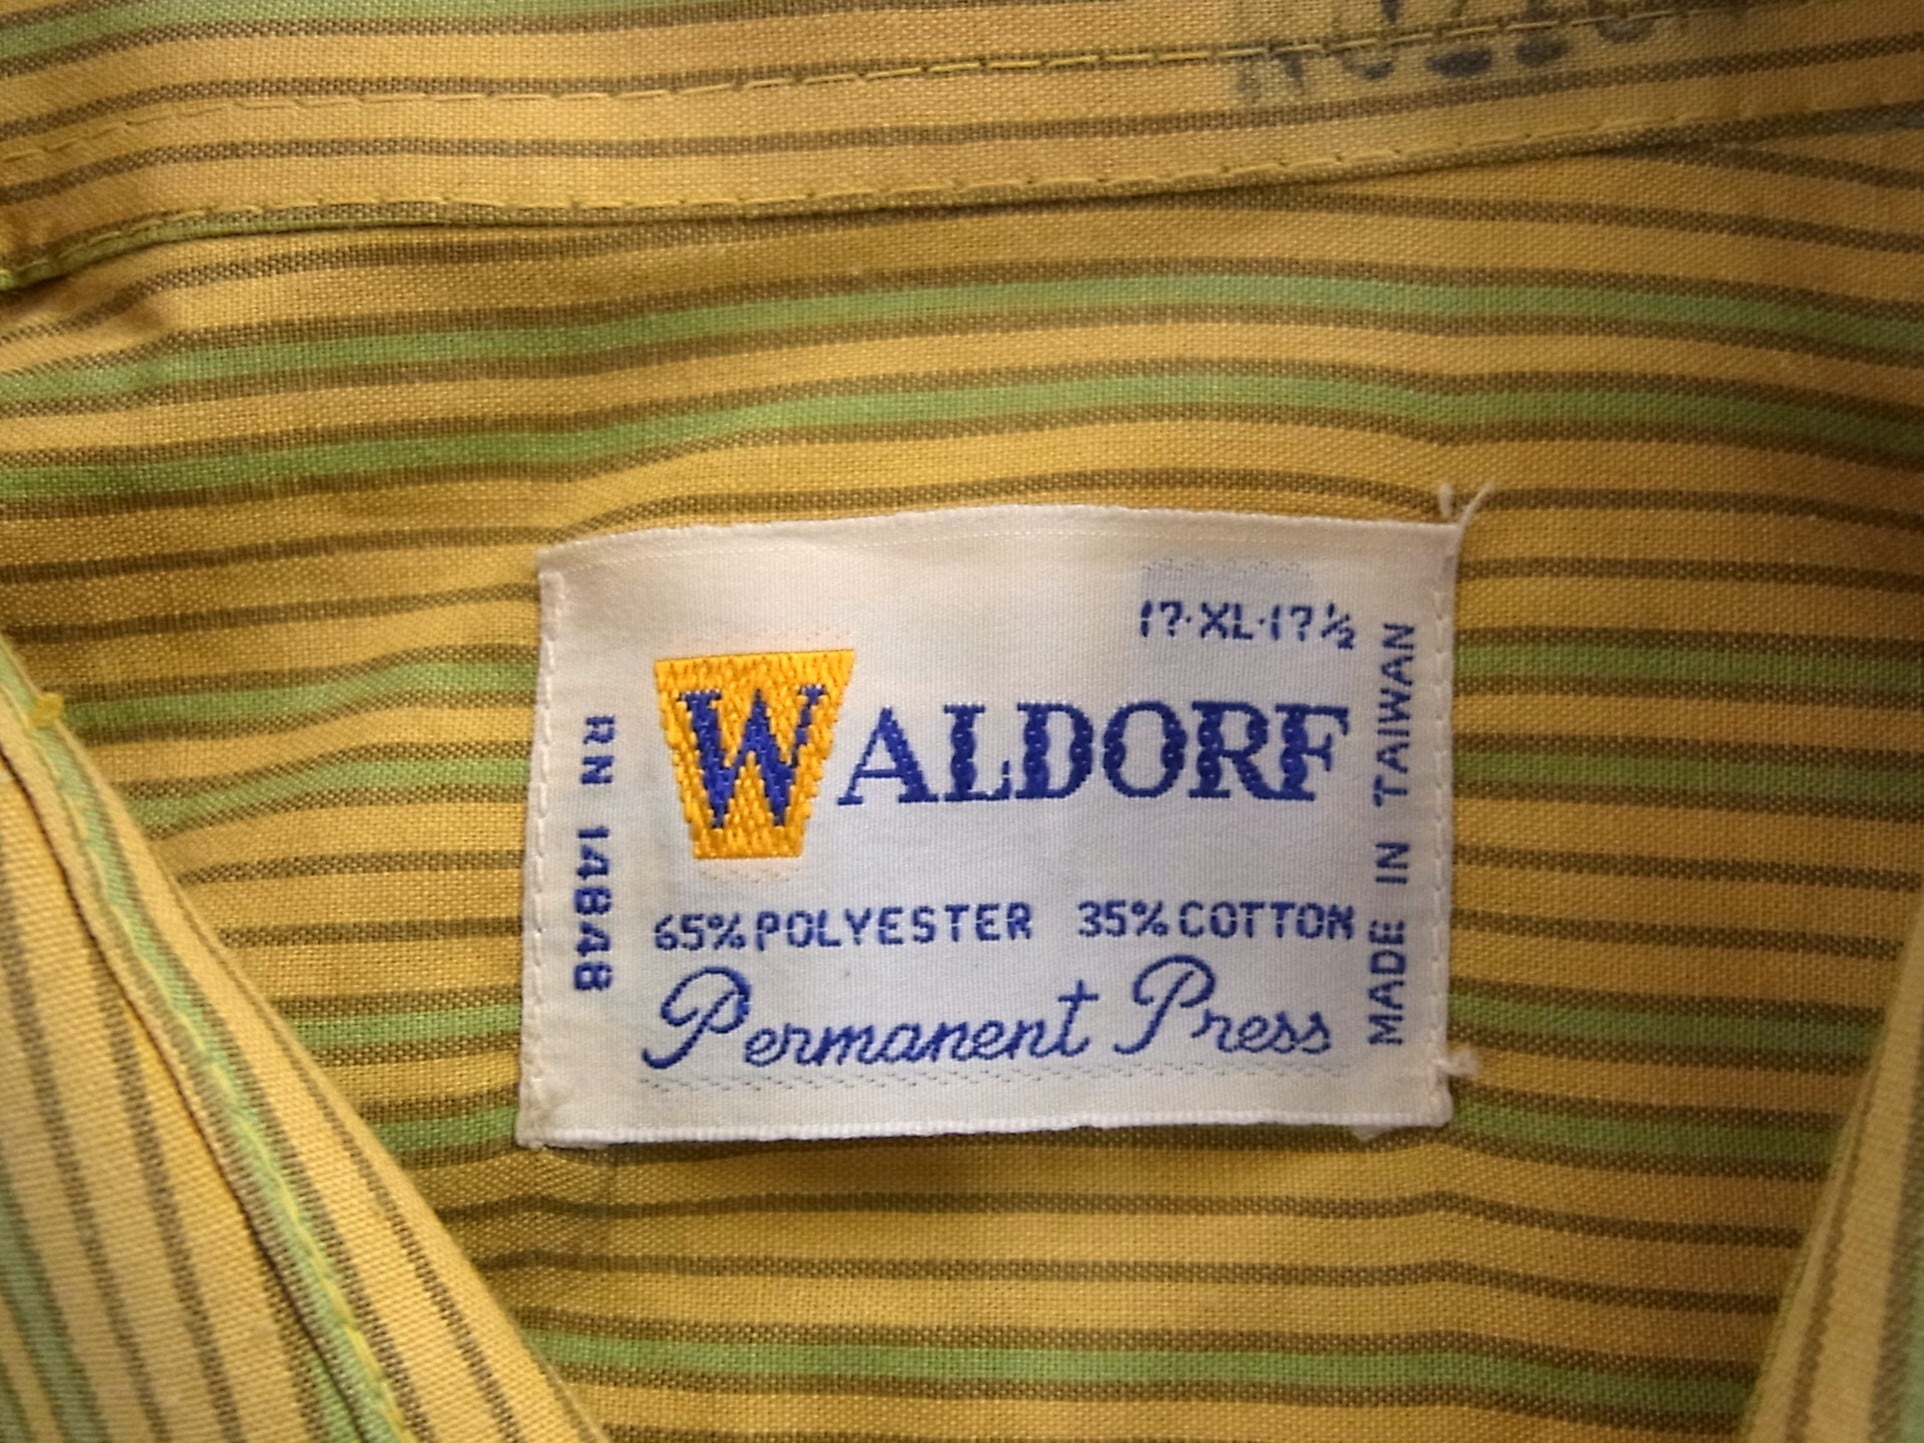 17·XL·17½
WALDORF
65% POLYESTER 35% COTTON
Permanent Press
RN 14848
MADE IN TAIWAN